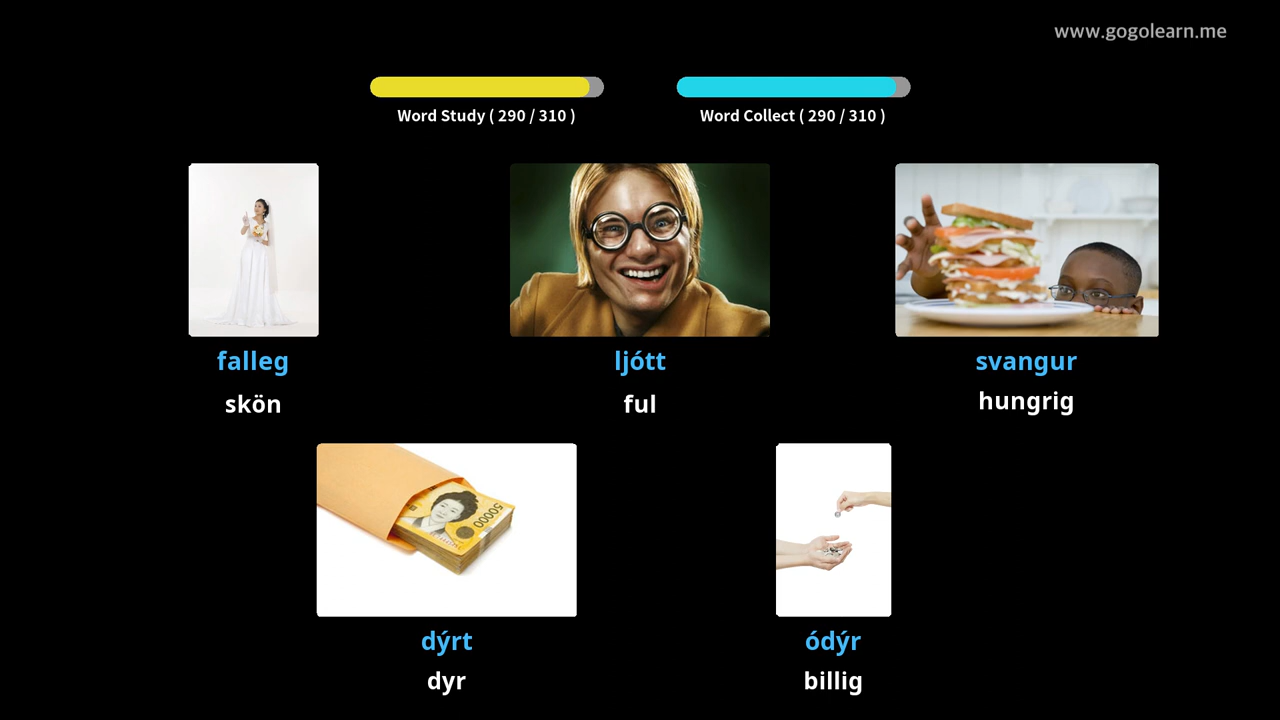 www.gogolearn.me
Word Study ( 290 / 310 )
Word Collect ( 290 / 310 )
falleg
skön
ljótt
ful
svangur
hungrig
50000
dýrt
dyr
ódýr
billig